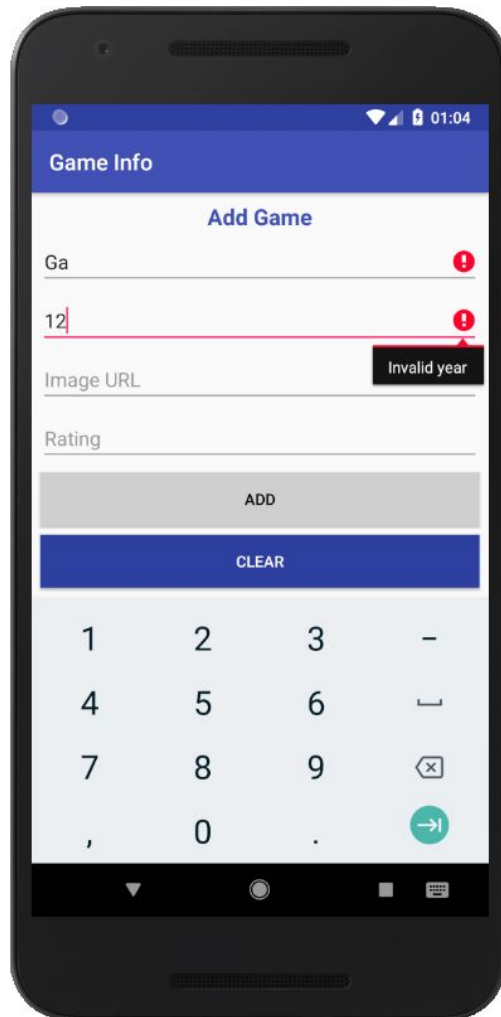 01:04
Game Info
Add Game
Ga
12
Invalid year
Image URL
Rating
ADD
CLEAR
1 2 3 -
4 5 6
7 8 9
, 0 .